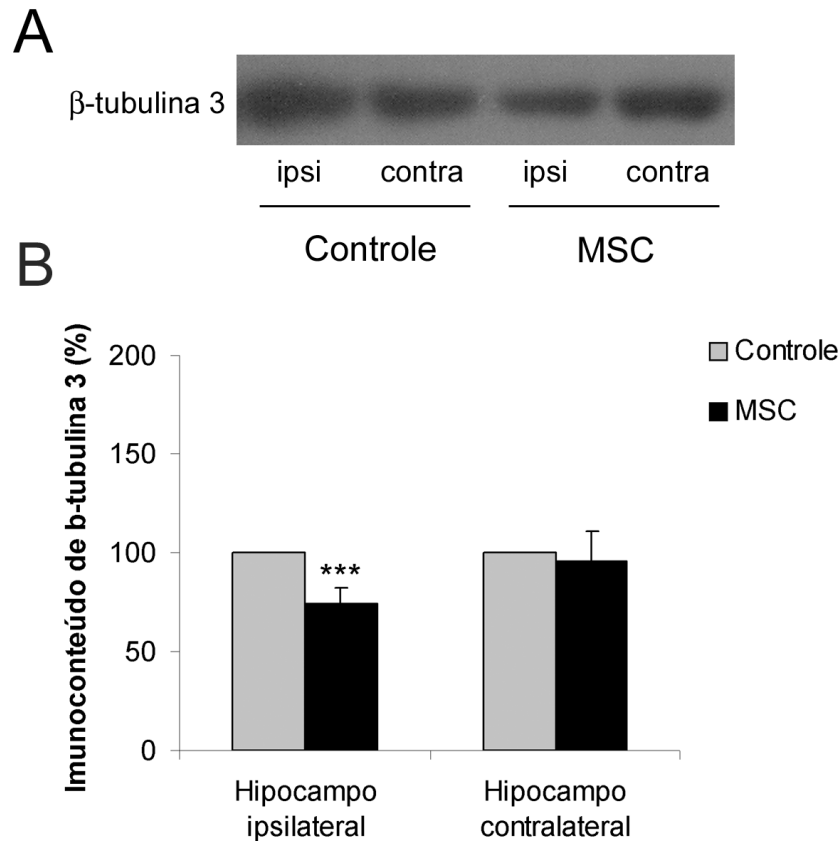 A
β-tubulina 3
ipsi contra ipsi contra
Controle MSC
B
Imunoconteúdo de b-tubulina 3 (%)
200
150
100
50
0
***
Controle
MSC
Hipocampo
ipsilateral
Hipocampo
contralateral